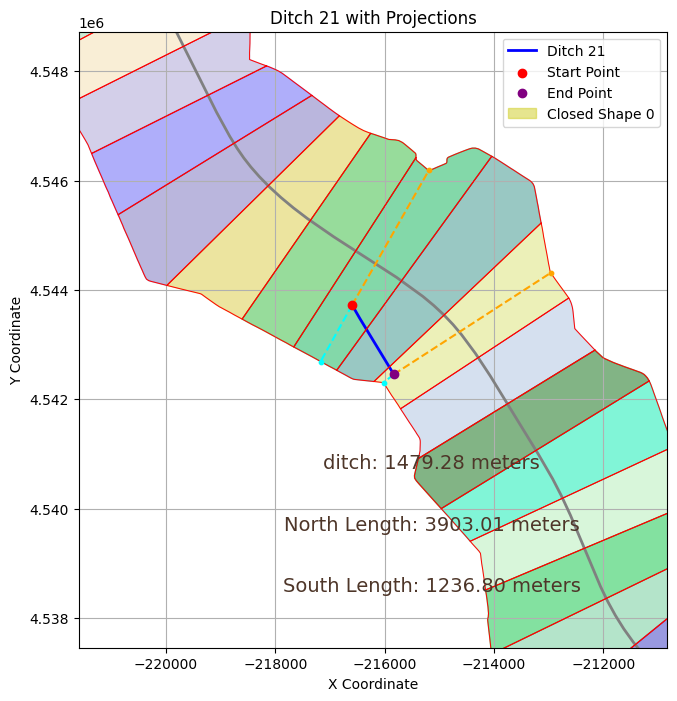 Ditch 21 with Projections
1e6
Ditch 21
Start Point
End Point
Closed Shape 0
4.548
4.546
4.544
4.542
4.540
4.538
Y Coordinate
ditch: 1479.28 meters
North Length: 3903.01 meters
South Length: 1236.80 meters
−220000 −218000 −216000 −214000 −212000
X Coordinate